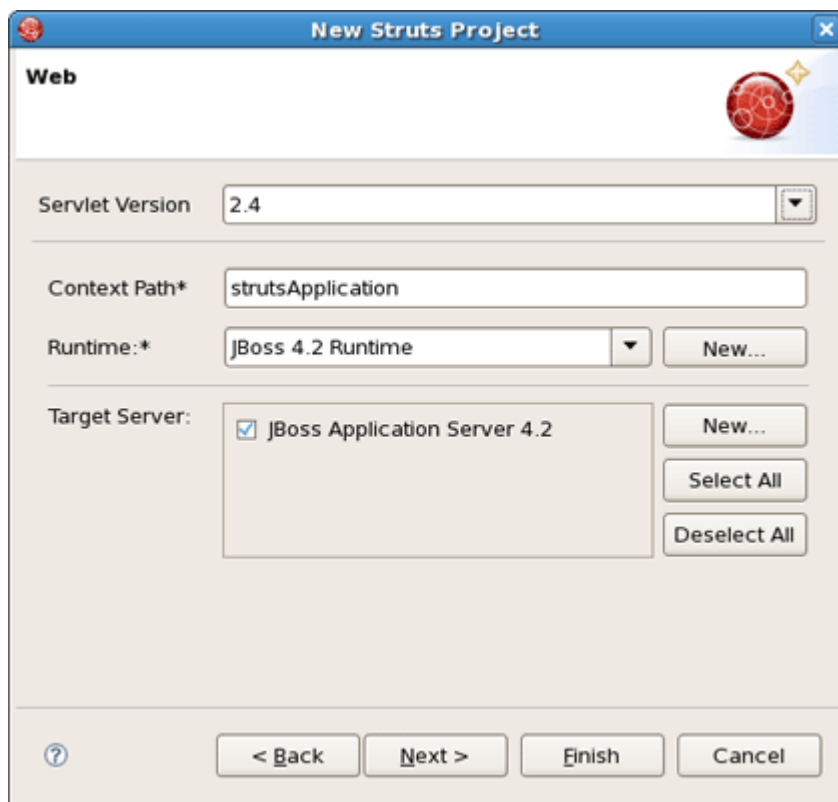 New Struts Project
Web
Servlet Version 2.4
Context Path* strutsApplication
Runtime:* JBoss 4.2 Runtime New...
Target Server: JBoss Application Server 4.2 New...
Select All
Deselect All
? < Back Next > Finish Cancel